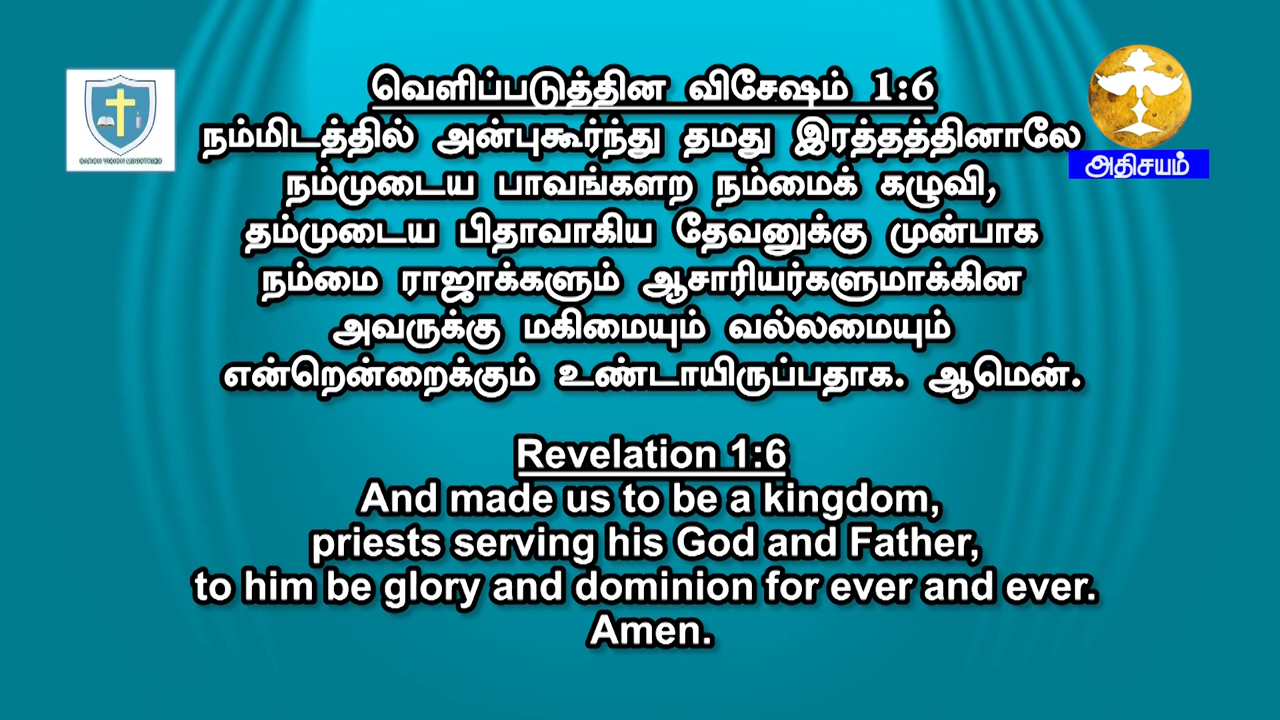 வெளிப்படுத்தின விசேஷம் 1:6
நம்மிடத்தில் அன்புகூர்ந்து தமது இரத்தத்தினாலே
நம்முடைய பாவங்களற நம்மைக் கழுவி,
தம்முடைய பிதாவாகிய தேவனுக்கு முன்பாக
நம்மை ராஜாக்களும் ஆசாரியர்களுமாக்கின
அவருக்கு மகிமையும் வல்லமையும்
என்றென்றைக்கும் உண்டாயிருப்பதாக. ஆமென்.
Revelation 1:6
And made us to be a kingdom,
priests serving his God and Father,
to him be glory and dominion for ever and ever.
Amen.
அதிசயம்
VISION MINISTRIES